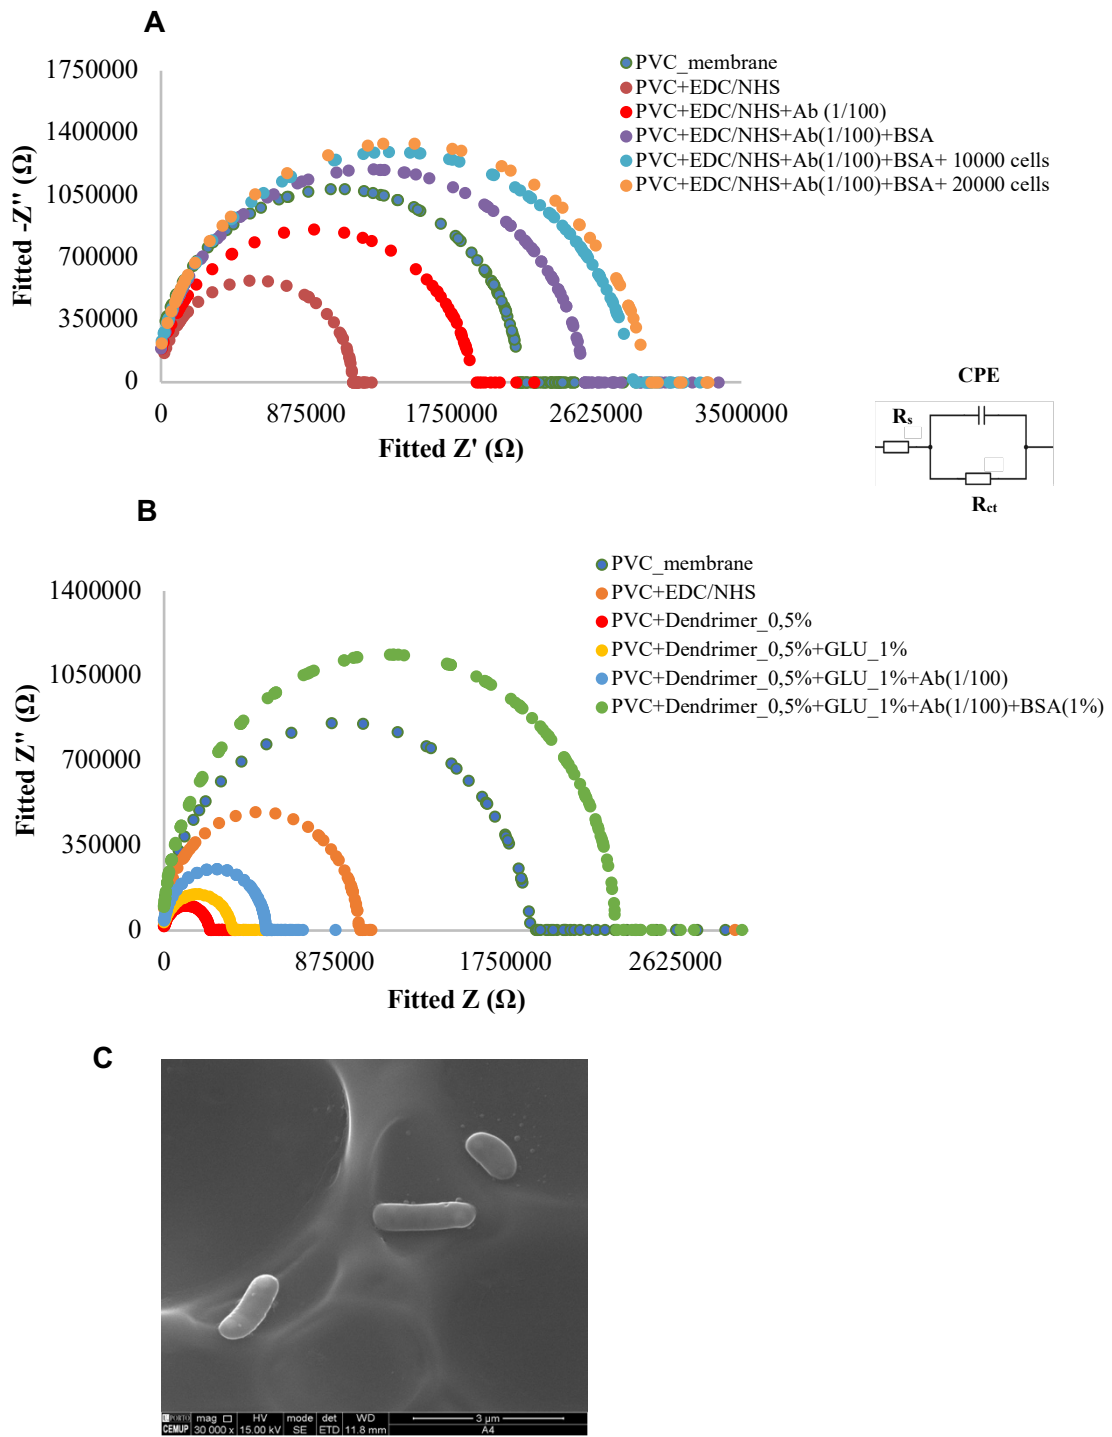 A
1750000
1400000
1050000
700000
350000
0
Fitted -Z" (Ω)
0 875000 1750000 2625000 3500000
Fitted Z' (Ω)
PVC_membrane
PVC+EDC/NHS
PVC+EDC/NHS+Ab (1/100)
PVC+EDC/NHS+Ab(1/100)+BSA
PVC+EDC/NHS+Ab(1/100)+BSA+ 10000 cells
PVC+EDC/NHS+Ab(1/100)+BSA+ 20000 cells
CPE
Rs
Rct
B
1400000
1050000
700000
350000
0
Fitted Z" (Ω)
0 875000 1750000 2625000
Fitted Z (Ω)
PVC_membrane
PVC+EDC/NHS
PVC+Dendrimer_0,5%
PVC+Dendrimer_0,5%+GLU_1%
PVC+Dendrimer_0,5%+GLU_1%+Ab(1/100)
PVC+Dendrimer_0,5%+GLU_1%+Ab(1/100)+BSA(1%)
C
U.PORTO mag HV mode det WD 3 µm
CEMUP 30 000 x 15.00 kV SE ETD 11.8 mm A4